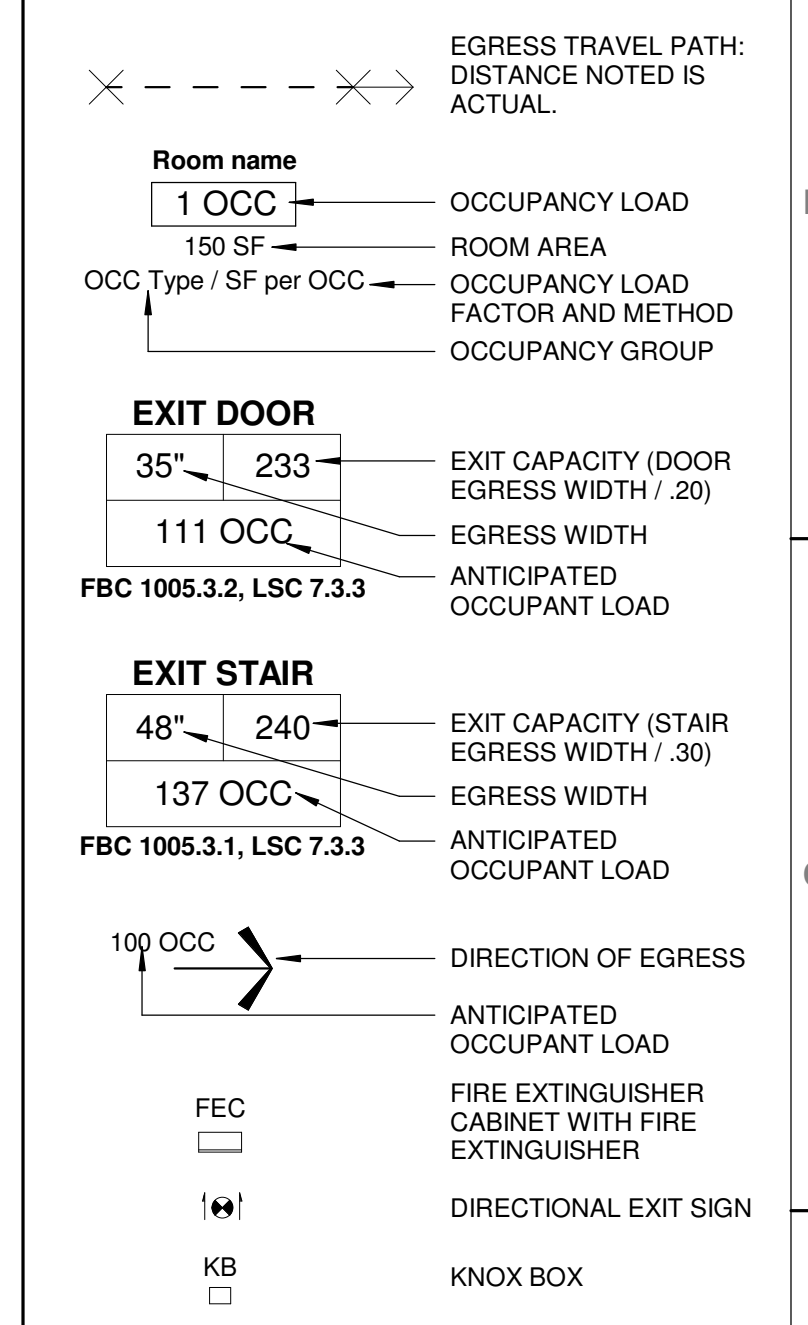 EGRESS TRAVEL PATH:
DISTANCE NOTED IS
ACTUAL.
Room name
1 OCC
OCCUPANCY LOAD
150 SF
ROOM AREA
OCC Type / SF per OCC
OCCUPANCY LOAD
FACTOR AND METHOD
OCCUPANCY GROUP
EXIT DOOR
35"
233
EXIT CAPACITY (DOOR
EGRESS WIDTH / .20)
111 OCC
EGRESS WIDTH
ANTICIPATED
OCCUPANT LOAD
FBC 1005.3.2, LSC 7.3.3
EXIT STAIR
48"
240
EXIT CAPACITY (STAIR
EGRESS WIDTH / .30)
137 OCC
EGRESS WIDTH
ANTICIPATED
OCCUPANT LOAD
FBC 1005.3.1, LSC 7.3.3
100 OCC
DIRECTION OF EGRESS
ANTICIPATED
OCCUPANT LOAD
FEC
FIRE EXTINGUISHER
CABINET WITH FIRE
EXTINGUISHER
DIRECTIONAL EXIT SIGN
KB
KNOX BOX